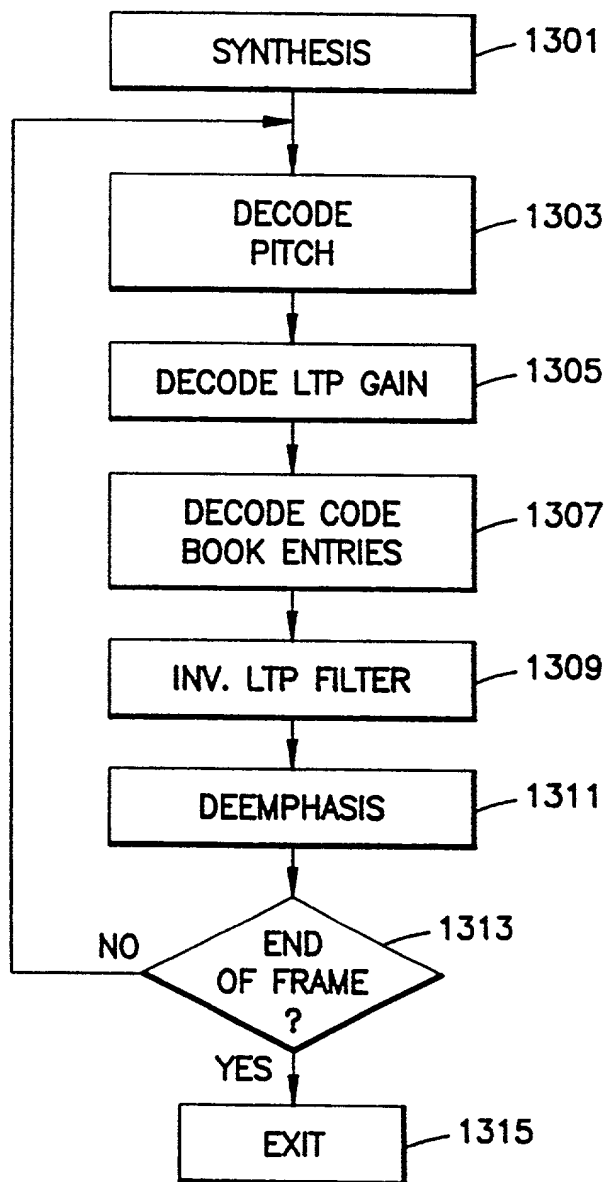 SYNTHESIS
1301
DECODE
PITCH
1303
DECODE LTP GAIN
1305
DECODE CODE
BOOK ENTRIES
1307
INV. LTP FILTER
1309
DEEMPHASIS
1311
END
OF FRAME
?
1313
NO
YES
EXIT
1315